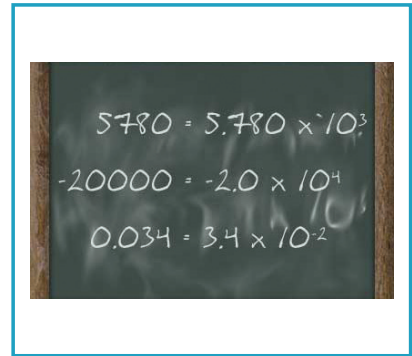 5780 = 5.780 x 10³
-20000 = -2.0 x 10⁴
0.034 = 3.4 x 10⁻²